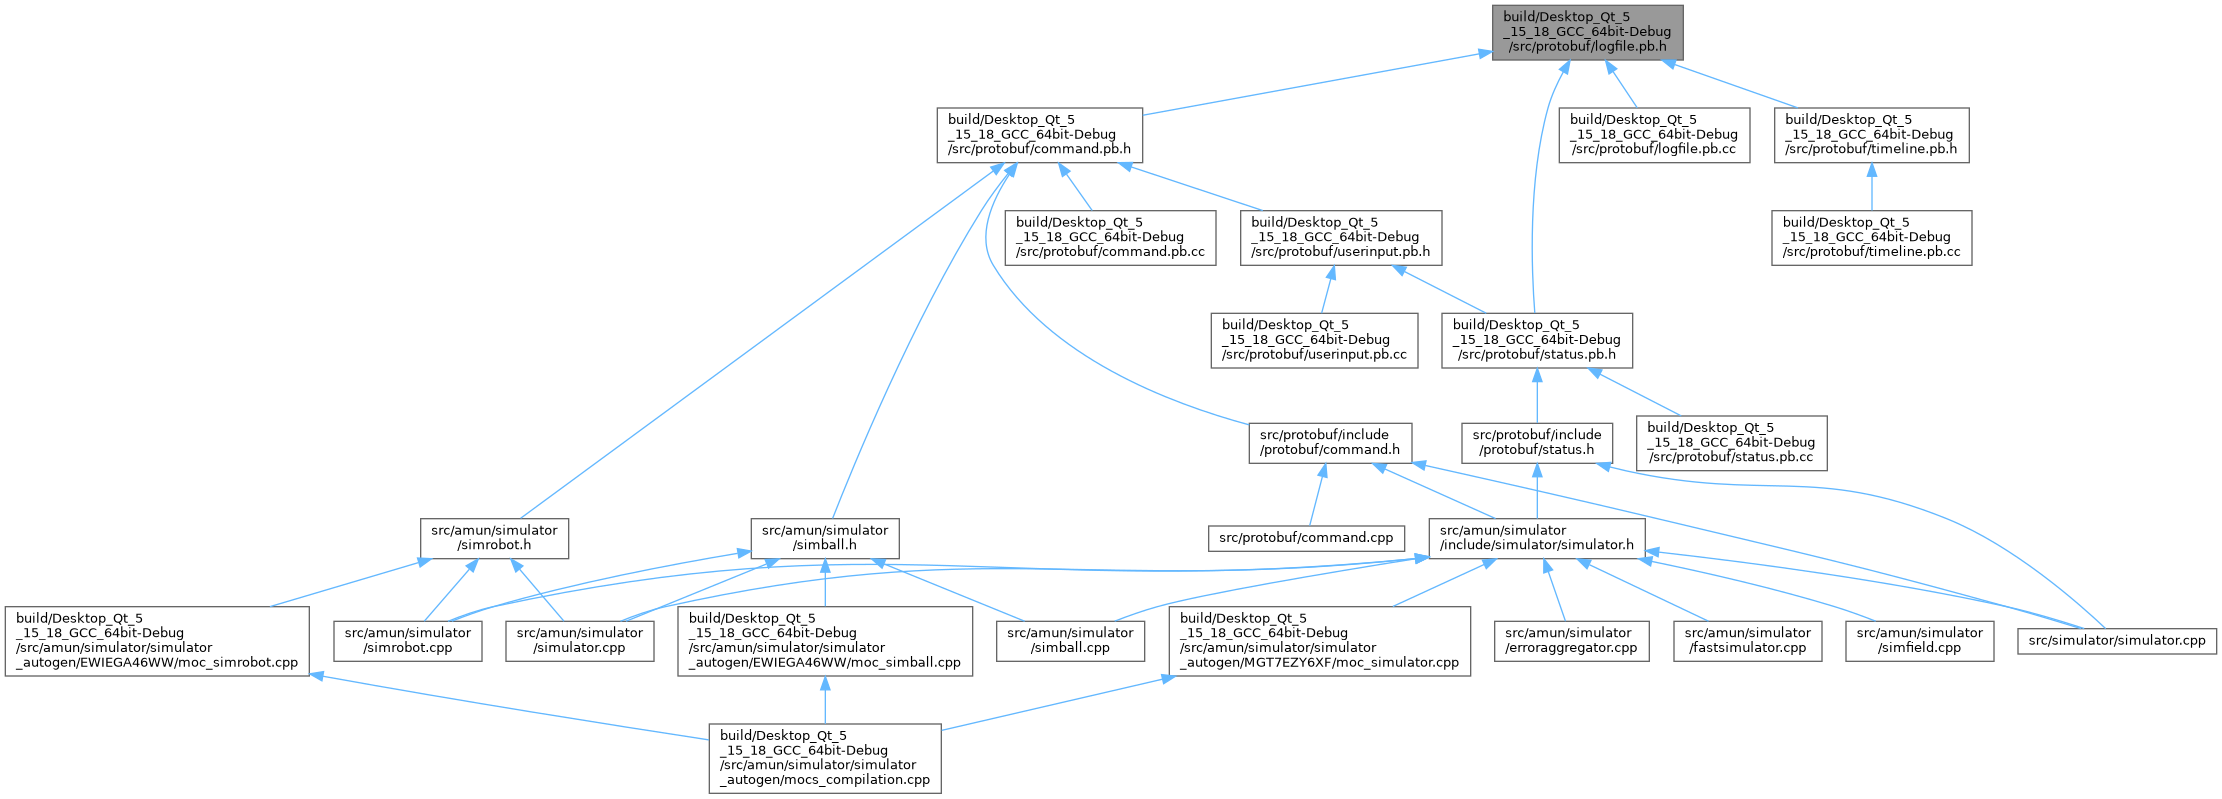 build/Desktop_Qt_5
_15_18_GCC_64bit-Debug
/src/protobuf/logfile.pb.h
build/Desktop_Qt_5
_15_18_GCC_64bit-Debug
/src/protobuf/command.pb.h
build/Desktop_Qt_5
_15_18_GCC_64bit-Debug
/src/protobuf/logfile.pb.cc
build/Desktop_Qt_5
_15_18_GCC_64bit-Debug
/src/protobuf/timeline.pb.h
build/Desktop_Qt_5
_15_18_GCC_64bit-Debug
/src/protobuf/command.pb.cc
build/Desktop_Qt_5
_15_18_GCC_64bit-Debug
/src/protobuf/userinput.pb.h
build/Desktop_Qt_5
_15_18_GCC_64bit-Debug
/src/protobuf/timeline.pb.cc
build/Desktop_Qt_5
_15_18_GCC_64bit-Debug
/src/protobuf/userinput.pb.cc
build/Desktop_Qt_5
_15_18_GCC_64bit-Debug
/src/protobuf/status.pb.h
src/protobuf/include
/protobuf/command.h
src/protobuf/include
/protobuf/status.h
build/Desktop_Qt_5
_15_18_GCC_64bit-Debug
/src/protobuf/status.pb.cc
src/amun/simulator
/simrobot.h
src/amun/simulator
/simball.h
src/protobuf/command.cpp
src/amun/simulator
/include/simulator/simulator.h
build/Desktop_Qt_5
_15_18_GCC_64bit-Debug
/src/amun/simulator/simulator
_autogen/EWIEGA46WW/moc_simrobot.cpp
src/amun/simulator
/simrobot.cpp
src/amun/simulator
/simulator.cpp
build/Desktop_Qt_5
_15_18_GCC_64bit-Debug
/src/amun/simulator/simulator
_autogen/EWIEGA46WW/moc_simball.cpp
src/amun/simulator
/simball.cpp
build/Desktop_Qt_5
_15_18_GCC_64bit-Debug
/src/amun/simulator/simulator
_autogen/MGT7EZY6XF/moc_simulator.cpp
src/amun/simulator
/erroraggregator.cpp
src/amun/simulator
/fastsimulator.cpp
src/amun/simulator
/simfield.cpp
src/simulator/simulator.cpp
build/Desktop_Qt_5
_15_18_GCC_64bit-Debug
/src/amun/simulator/simulator
_autogen/mocs_compilation.cpp